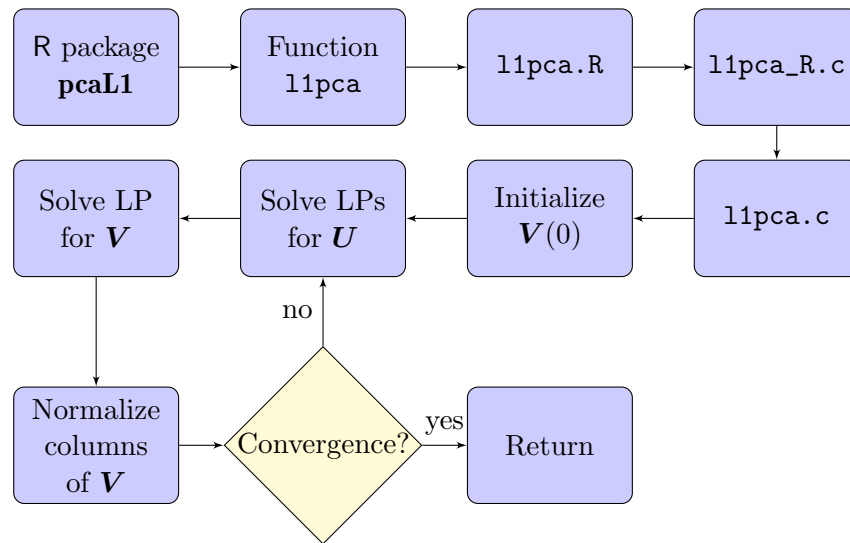 R package
pcaL1
Function
l1pca
l1pca.R
l1pca_R.c
Solve LP
for V
Solve LPs
for U
Initialize
V(0)
l1pca.c
no
Normalize
columns
of V
Convergence?
yes
Return